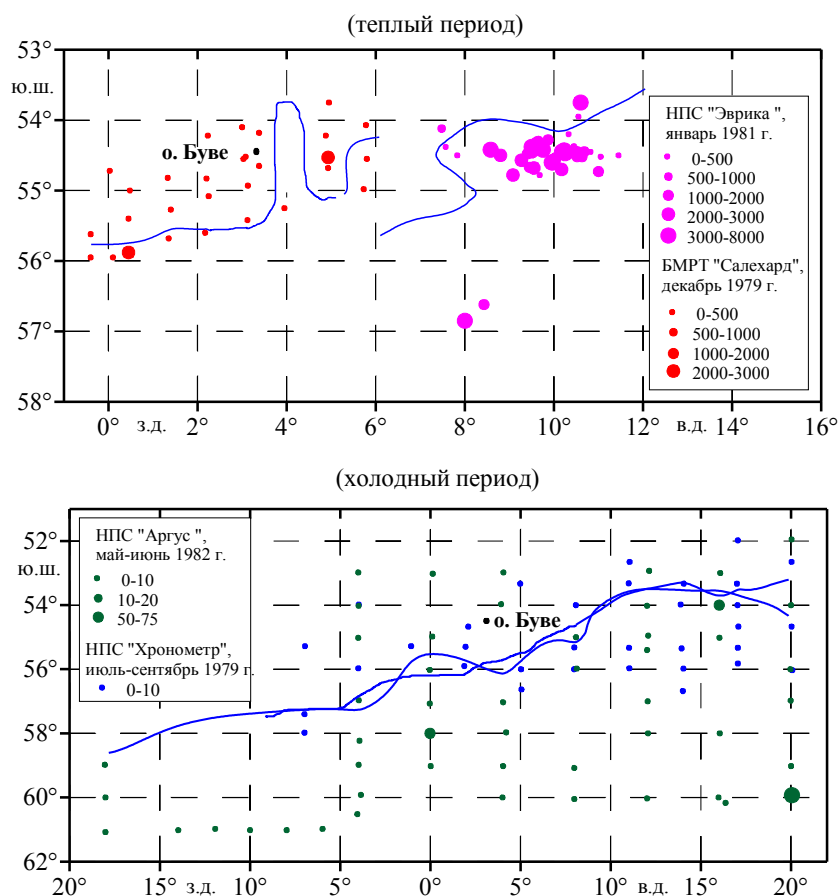 (теплый период)
53°
ю.ш.
54°
55°
56°
57°
58°
о. Буве
НПС "Эврика ",
январь 1981 г.
0-500
500-1000
1000-2000
2000-3000
3000-8000
БМРТ "Салехард",
декабрь 1979 г.
0-500
500-1000
1000-2000
2000-3000
0° з.д. 2° 4° 6° 8° 10° 12° в.д. 14° 16°
(холодный период)
52°
ю.ш.
54°
56°
58°
60°
62°
НПС "Аргус ",
май-июнь 1982 г.
0-10
10-20
50-75
НПС "Хронометр",
июль-сентябрь 1979 г.
0-10
о. Буве
20° 15° з.д. 10° 5° 0° 5° 10° 15° в.д. 20°